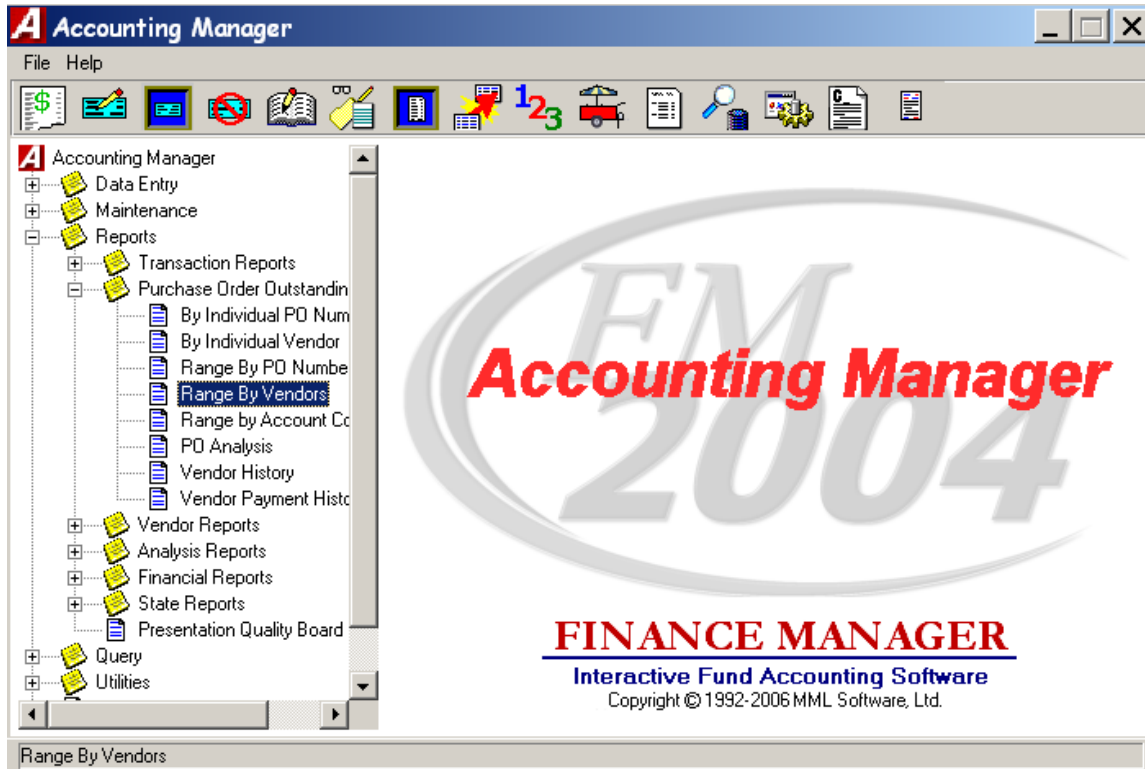 Accounting Manager
File Help
123
Accounting Manager
Data Entry
Maintenance
Reports
Transaction Reports
Purchase Order Outstandin
By Individual PO Num
By Individual Vendor
Range By PO Numbe
Range By Vendors
Range by Account Co
PO Analysis
Vendor History
Vendor Payment Histo
Vendor Reports
Analysis Reports
Financial Reports
State Reports
Presentation Quality Board
Query
Utilities
FM
Accounting Manager
2004
FINANCE MANAGER
Interactive Fund Accounting Software
Copyright © 1992-2006 MML Software, Ltd.
Range By Vendors